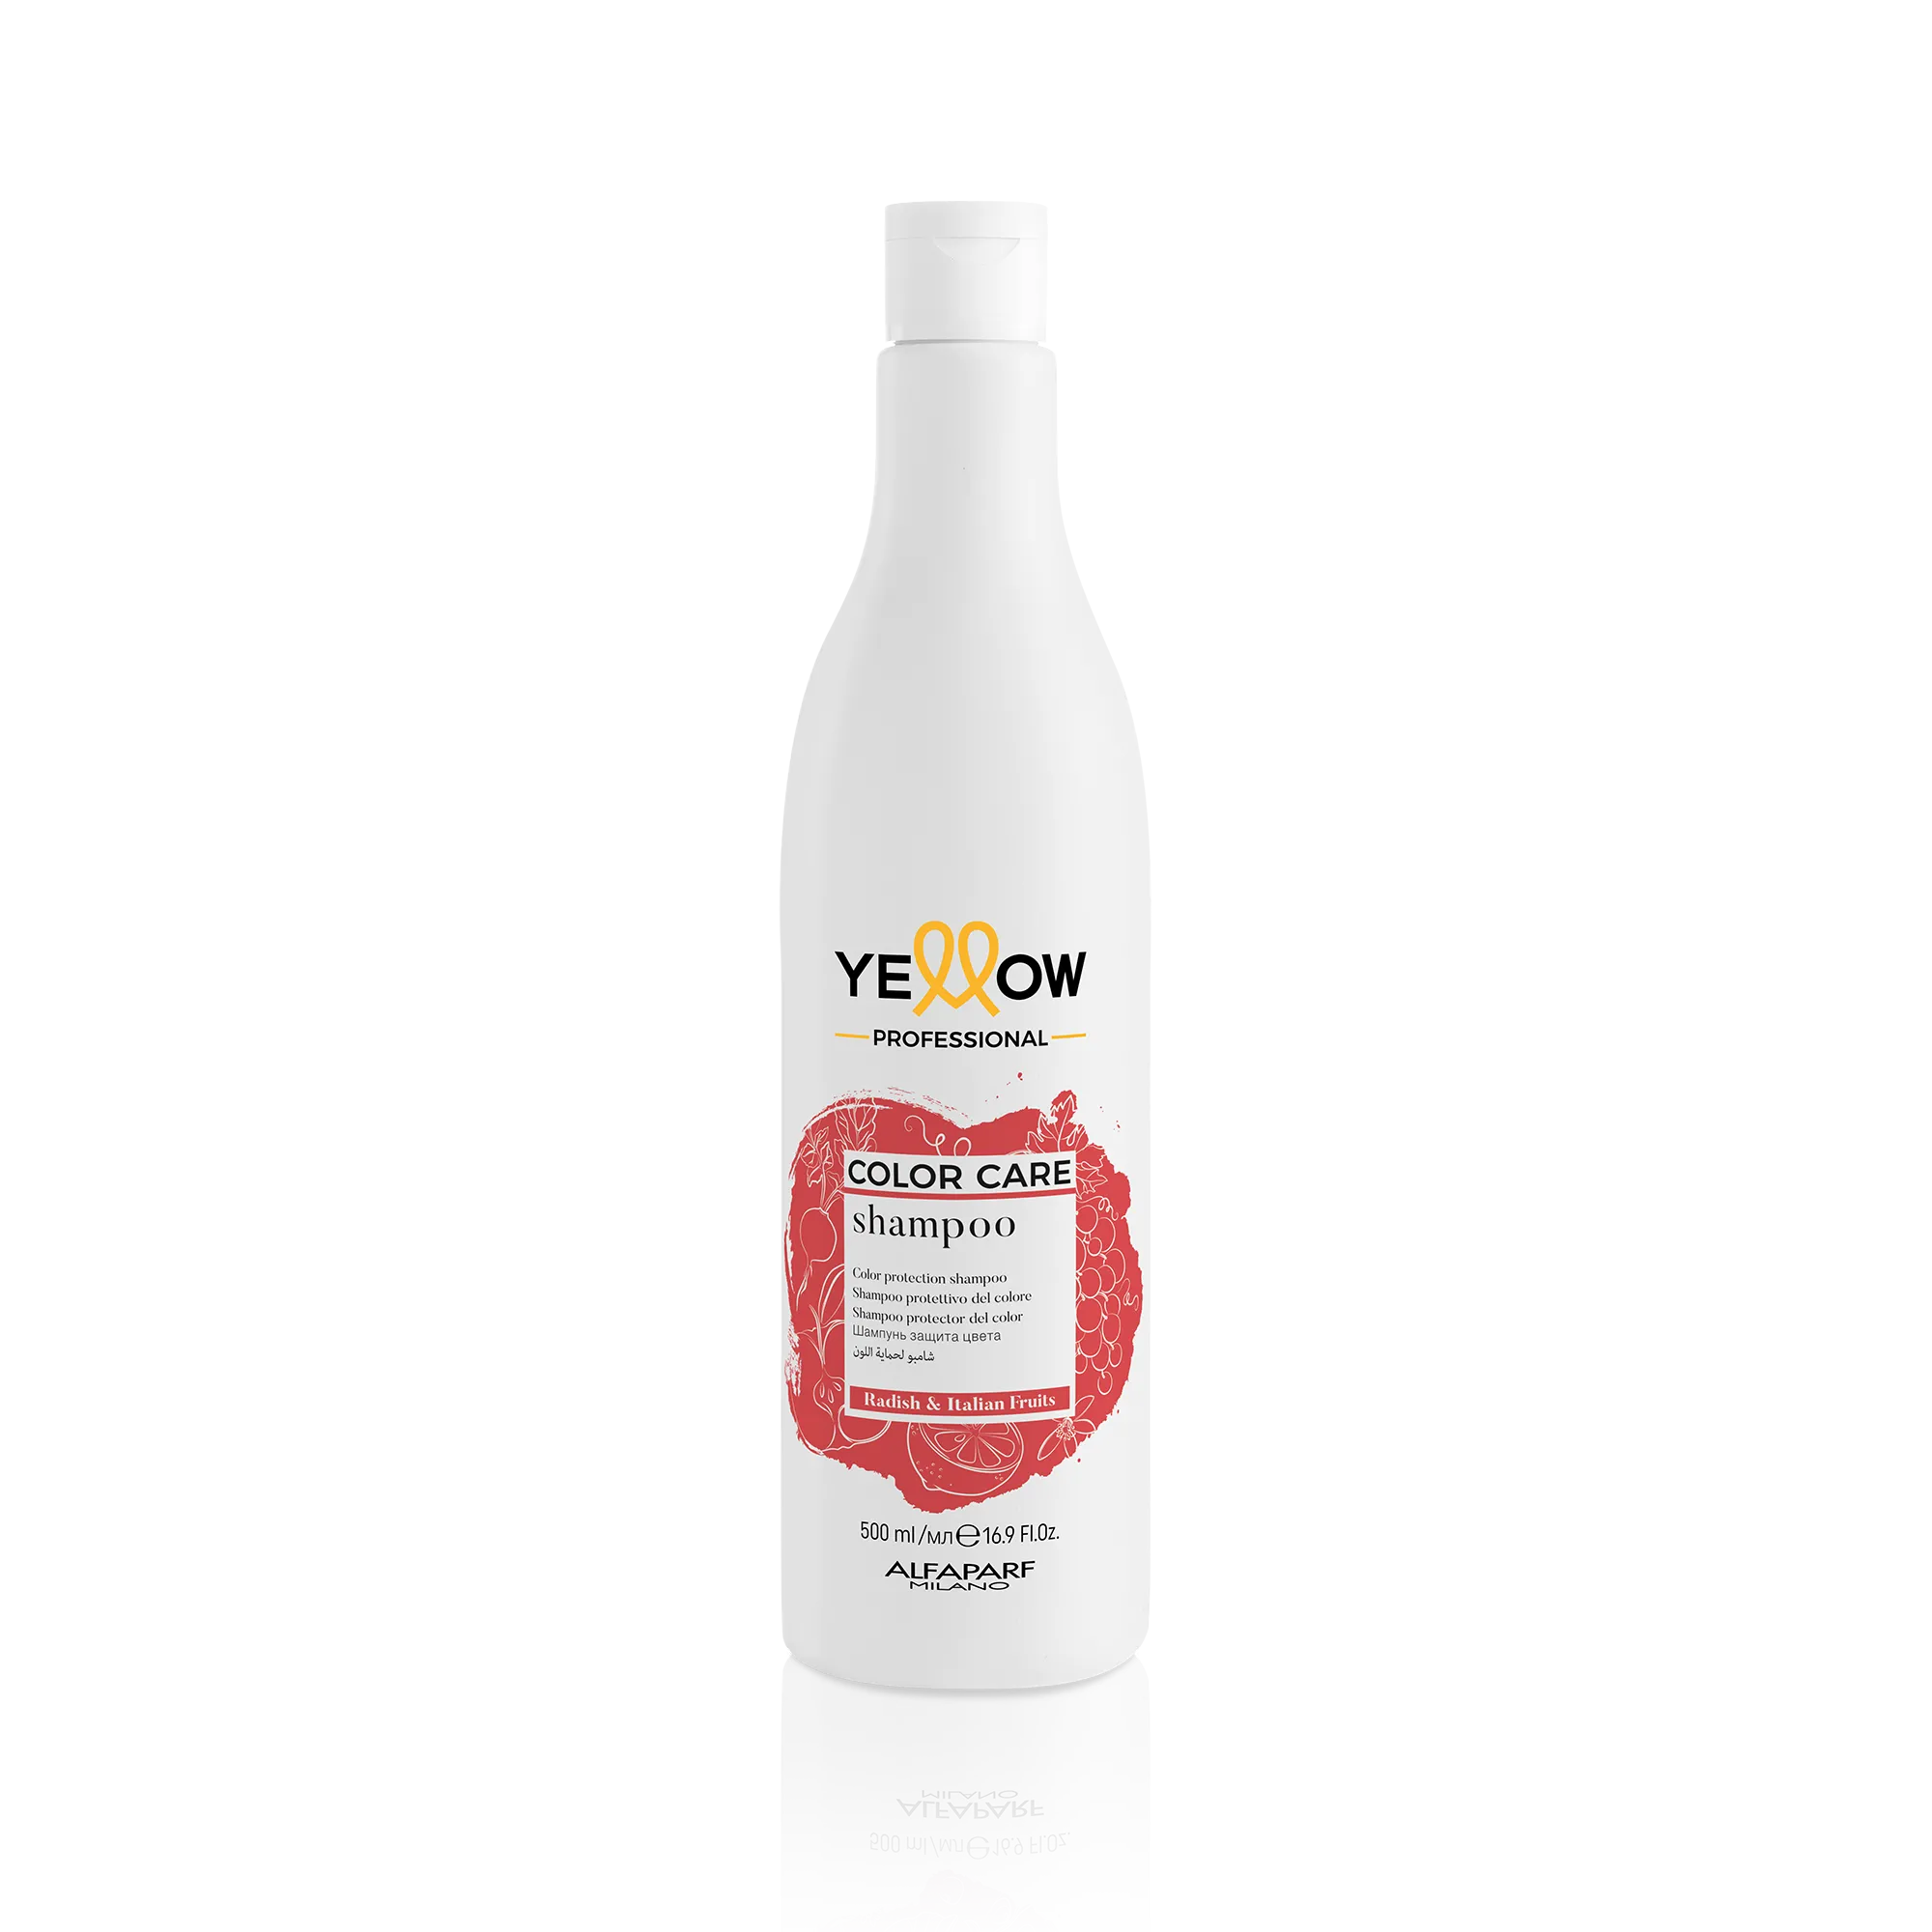 YELLOW
PROFESSIONAL
COLOR CARE
shampoo
Color protection shampoo
Shampoo protettivo del colore
Shampoo protector del color
Шампунь защита цвета
شامبو لحماية اللون
Radish & Italian Fruits
500 ml/мл℮16.9 Fl.Oz.
ALFAPARF
MILANO